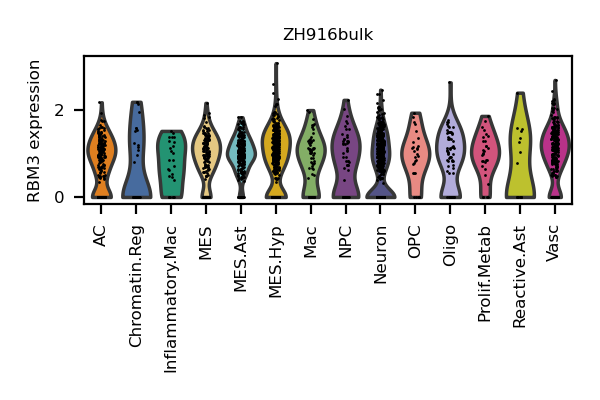 ZH916bulk
RBM3 expression
2
0
AC
Chromatin.Reg
Inflammatory.Mac
MES
MES.Ast
MES.Hyp
Mac
NPC
Neuron
OPC
Oligo
Prolif.Metab
Reactive.Ast
Vasc